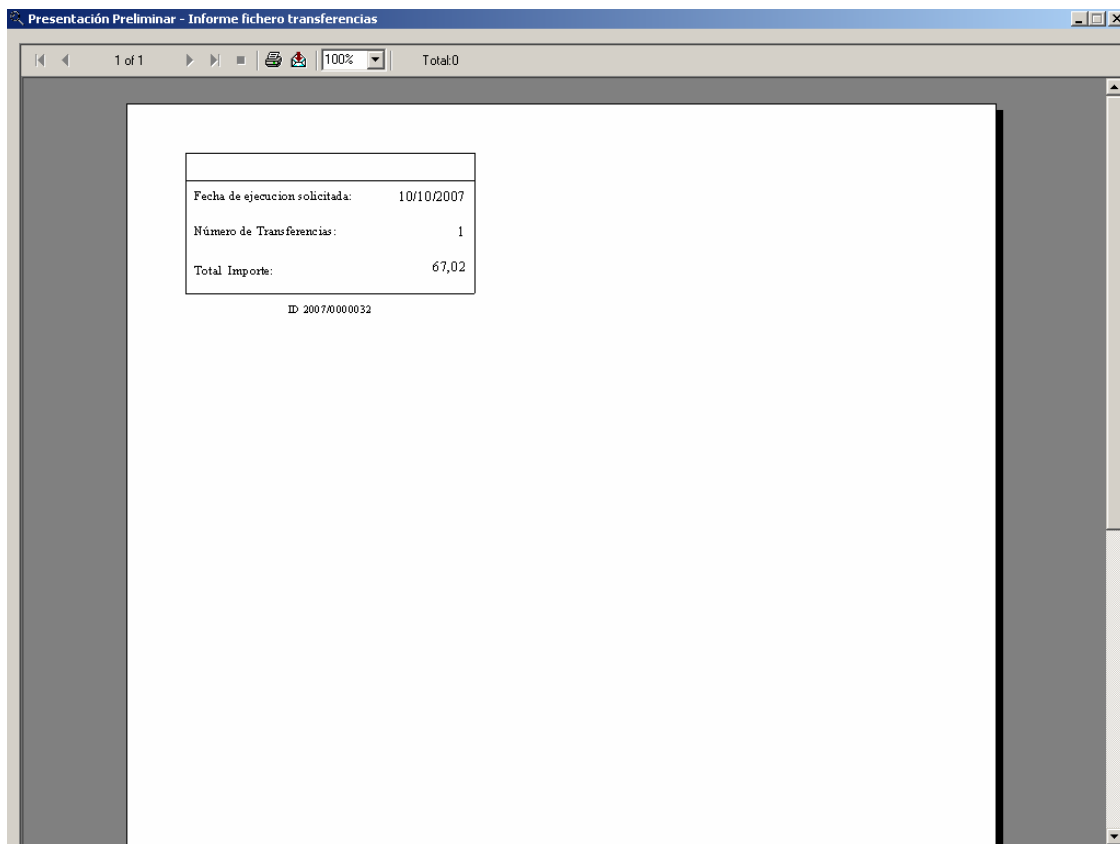 Presentación Preliminar - Informe fichero transferencias
1 of 1 100% Total:0
Fecha de ejecucion solicitada: 10/10/2007
Número de Transferencias: 1
Total Importe: 67,02
ID 2007/0000032